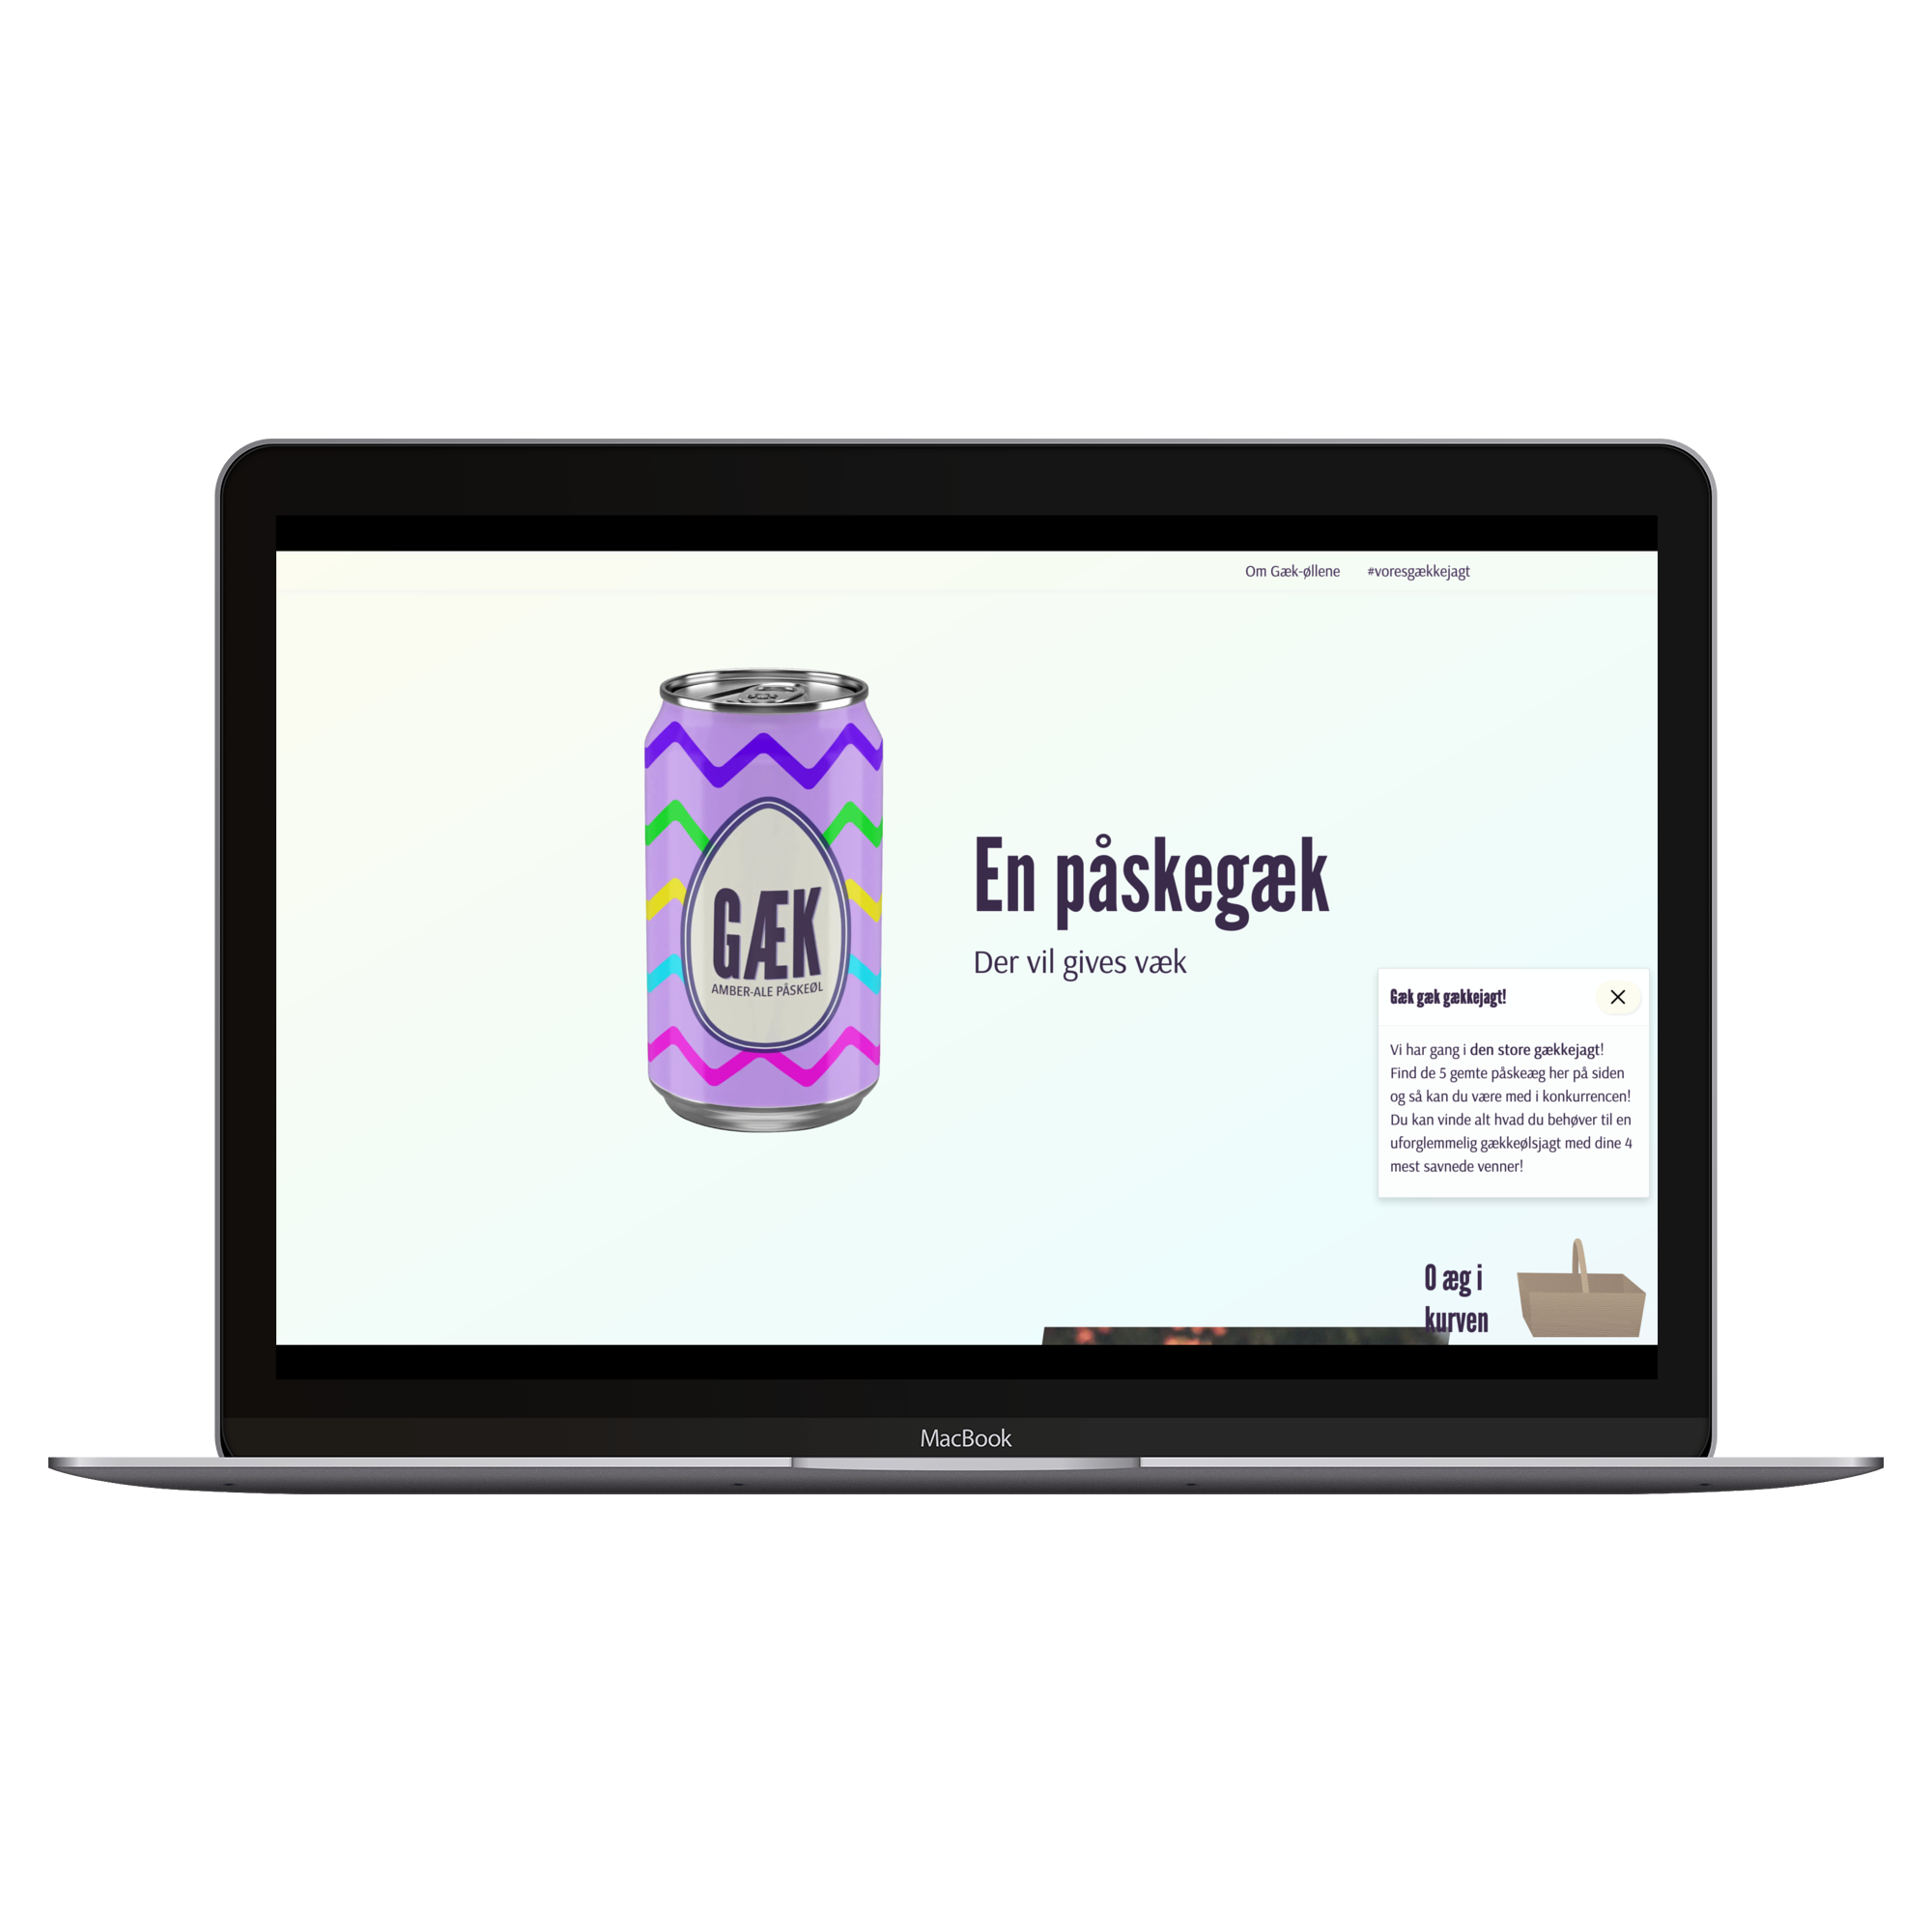 Om Gæk-øllene #voresgækkejagt
GÆK
AMBER-ALE PÅSKEØL
En påskegæk
Der vil gives væk
Gæk gæk gækkejagt!
Vi har gang i den store gækkejagt!
Find de 5 gemte påskeæg her på siden
og så kan du være med i konkurrencen!
Du kan vinde alt hvad du behøver til en
uforglemmelig gækkeølsjagt med dine 4
mest savnede venner!
0 æg i
kurven
MacBook